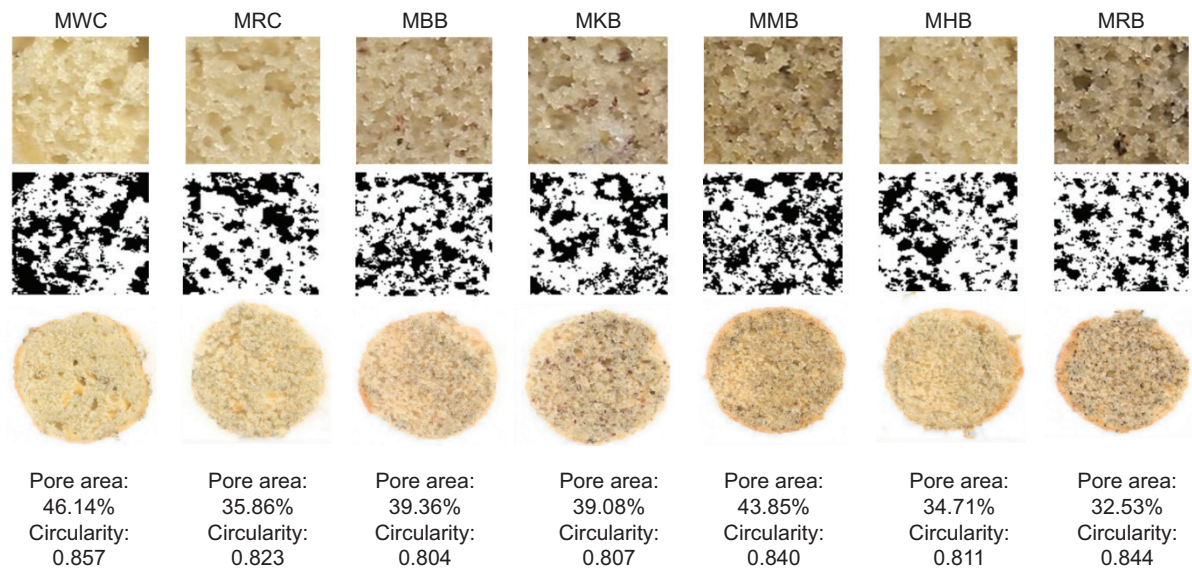 MWC MRC MBB MKB MMB MHB MRB
Pore area: Pore area: Pore area: Pore area: Pore area: Pore area: Pore area:
46.14% 35.86% 39.36% 39.08% 43.85% 34.71% 32.53%
Circularity: Circularity: Circularity: Circularity: Circularity: Circularity: Circularity:
0.857 0.823 0.804 0.807 0.840 0.811 0.844